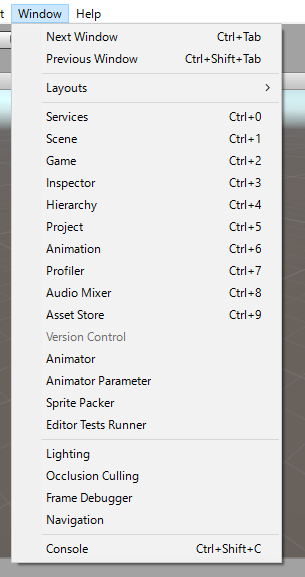 Window Help
Next Window Ctrl+Tab
Previous Window Ctrl+Shift+Tab
Layouts
Services Ctrl+0
Scene Ctrl+1
Game Ctrl+2
Inspector Ctrl+3
Hierarchy Ctrl+4
Project Ctrl+5
Animation Ctrl+6
Profiler Ctrl+7
Audio Mixer Ctrl+8
Asset Store Ctrl+9
Version Control
Animator
Animator Parameter
Sprite Packer
Editor Tests Runner
Lighting
Occlusion Culling
Frame Debugger
Navigation
Console Ctrl+Shift+C